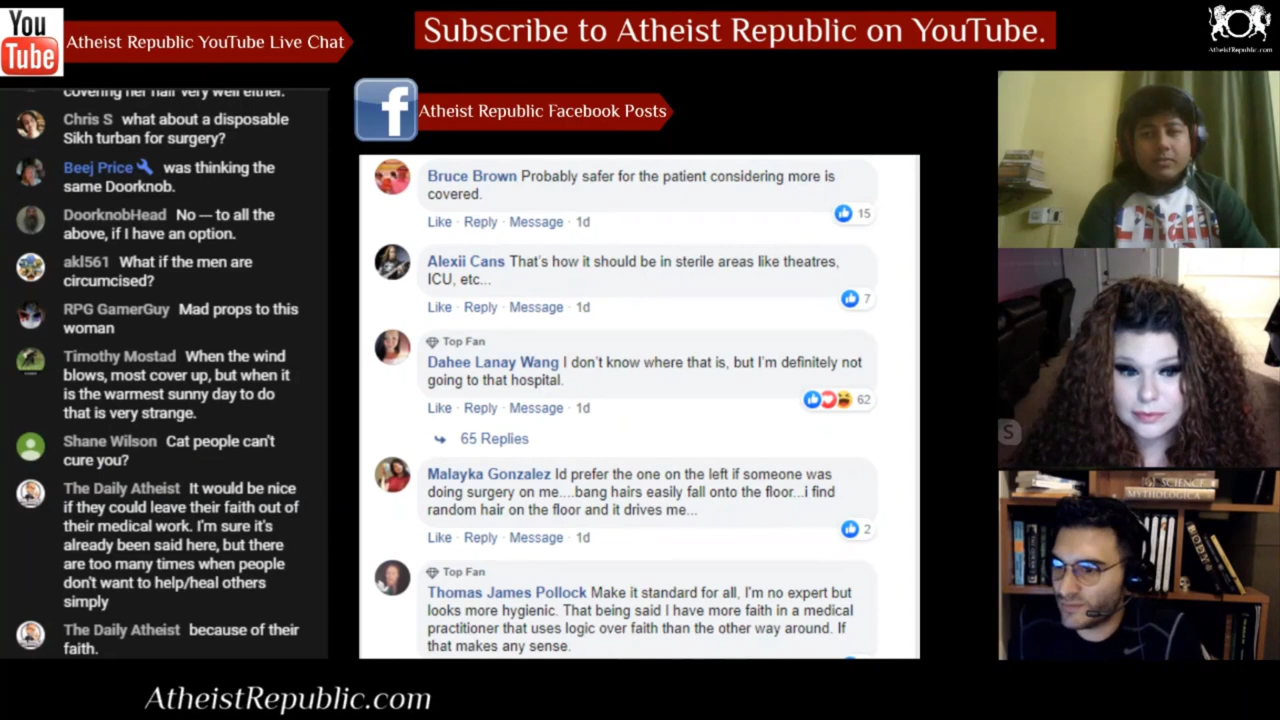 You
Tube
Atheist Republic YouTube Live Chat
Subscribe to Atheist Republic on YouTube.
AtheistRepublic.com
covering her hair very well either.
Chris S what about a disposable
Sikh turban for surgery?
Beej Price was thinking the
same Doorknob.
DoorknobHead No — to all the
above, if I have an option.
akl561 What if the men are
circumcised?
RPG GamerGuy Mad props to this
woman
Timothy Mostad When the wind
blows, most cover up, but when it
is the warmest sunny day to do
that is very strange.
Shane Wilson Cat people can't
cure you?
The Daily Atheist It would be nice
if they could leave their faith out of
their medical work. I'm sure it's
already been said here, but there
are too many times when people
don't want to help/heal others
simply
The Daily Atheist because of their
faith.
f
Atheist Republic Facebook Posts
Bruce Brown Probably safer for the patient considering more is
covered.
15
Like · Reply · Message · 1d
Alexii Cans That's how it should be in sterile areas like theatres,
ICU, etc...
7
Like · Reply · Message · 1d
Top Fan
Dahee Lanay Wang I don't know where that is, but I'm definitely not
going to that hospital.
62
Like · Reply · Message · 1d
65 Replies
Malayka Gonzalez Id prefer the one on the left if someone was
doing surgery on me....bang hairs easily fall onto the floor...i find
random hair on the floor and it drives me...
2
Like · Reply · Message · 1d
Top Fan
Thomas James Pollock Make it standard for all, I'm no expert but
looks more hygienic. That being said I have more faith in a medical
practitioner that uses logic over faith than the other way around. If
that makes any sense.
S
SCIENCE
MYTHOLOGICA
AtheistRepublic.com